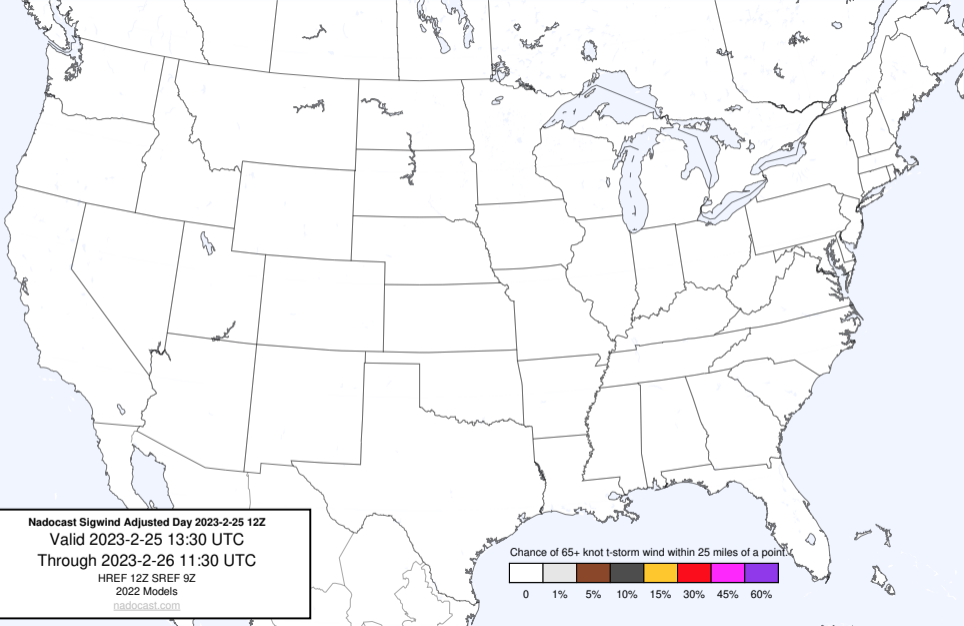 Nadocast Sigwind Adjusted Day 2023-2-25 12Z
Valid 2023-2-25 13:30 UTC
Through 2023-2-26 11:30 UTC
HREF 12Z SREF 9Z
2022 Models
nadocast.com
Chance of 65+ knot t-storm wind within 25 miles of a point.
0 1% 5% 10% 15% 30% 45% 60%